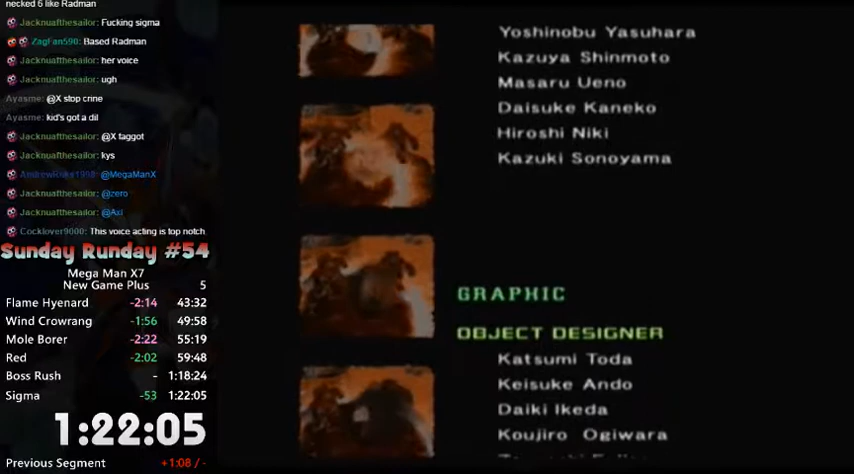 necked 6 like Radman
Jacknuafthesailor: Fucking sigma
ZagFan590: Based Radman
Jacknuafthesailor: her voice
Jacknuafthesailor: ugh
Ayasme: @X stop crine
Ayasme: kid's got a dil
Jacknuafthesailor: @X faggot
Jacknuafthesailor: kys
@MegaManX
Jacknuafthesailor: @zero
Jacknuafthesailor: @Axl
Cocklover9000: This voice acting is top notch.
Sunday Runday #54
Mega Man X7
New Game Plus 5
Flame Hyenard -2:14 43:32
Wind Crowrang -1:56 49:58
Mole Borer -2:22 55:19
Red -2:02 59:48
Boss Rush - 1:18:24
Sigma -53 1:22:05
1:22:05
Previous Segment +1:08 / -
Yoshinobu Yasuhara
Kazuya Shinmoto
Masaru Ueno
Daisuke Kaneko
Hiroshi Niki
Kazuki Sonoyama
GRAPHIC
OBJECT DESIGNER
Katsumi Toda
Keisuke Ando
Daiki Ikeda
Koujiro Ogiwara